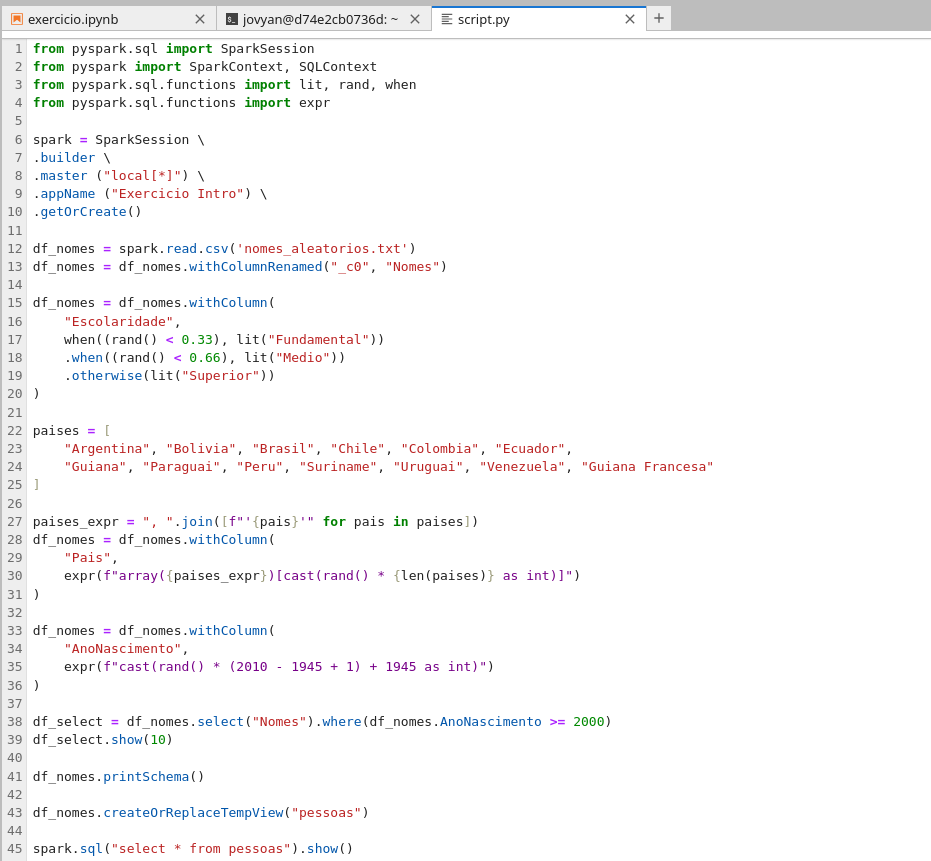 exercicio.ipynb
jovyan@d74e2cb0736d: ~
script.py
1 from pyspark.sql import SparkSession
2 from pyspark import SparkContext, SQLContext
3 from pyspark.sql.functions import lit, rand, when
4 from pyspark.sql.functions import expr
5
6 spark = SparkSession \
7 .builder \
8 .master ("local[*]") \
9 .appName ("Exercicio Intro") \
10 .getOrCreate()
11
12 df_nomes = spark.read.csv('nomes_aleatorios.txt')
13 df_nomes = df_nomes.withColumnRenamed("_c0", "Nomes")
14
15 df_nomes = df_nomes.withColumn(
16     "Escolaridade",
17     when((rand() < 0.33), lit("Fundamental"))
18     .when((rand() < 0.66), lit("Medio"))
19     .otherwise(lit("Superior"))
20 )
21
22 paises = [
23     "Argentina", "Bolivia", "Brasil", "Chile", "Colombia", "Ecuador",
24     "Guiana", "Paraguai", "Peru", "Suriname", "Uruguai", "Venezuela", "Guiana Francesa"
25 ]
26
27 paises_expr = ", ".join([f"'{pais}'" for pais in paises])
28 df_nomes = df_nomes.withColumn(
29     "Pais",
30     expr(f"array({paises_expr})[cast(rand() * {len(paises)} as int)]")
31 )
32
33 df_nomes = df_nomes.withColumn(
34     "AnoNascimento",
35     expr(f"cast(rand() * (2010 - 1945 + 1) + 1945 as int)")
36 )
37
38 df_select = df_nomes.select("Nomes").where(df_nomes.AnoNascimento >= 2000)
39 df_select.show(10)
40
41 df_nomes.printSchema()
42
43 df_nomes.createOrReplaceTempView("pessoas")
44
45 spark.sql("select * from pessoas").show()